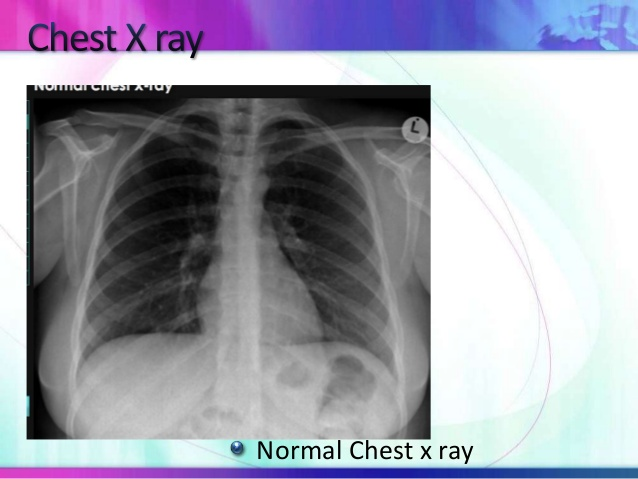 Chest X ray
Normal Chest x-ray
L
Normal Chest x ray